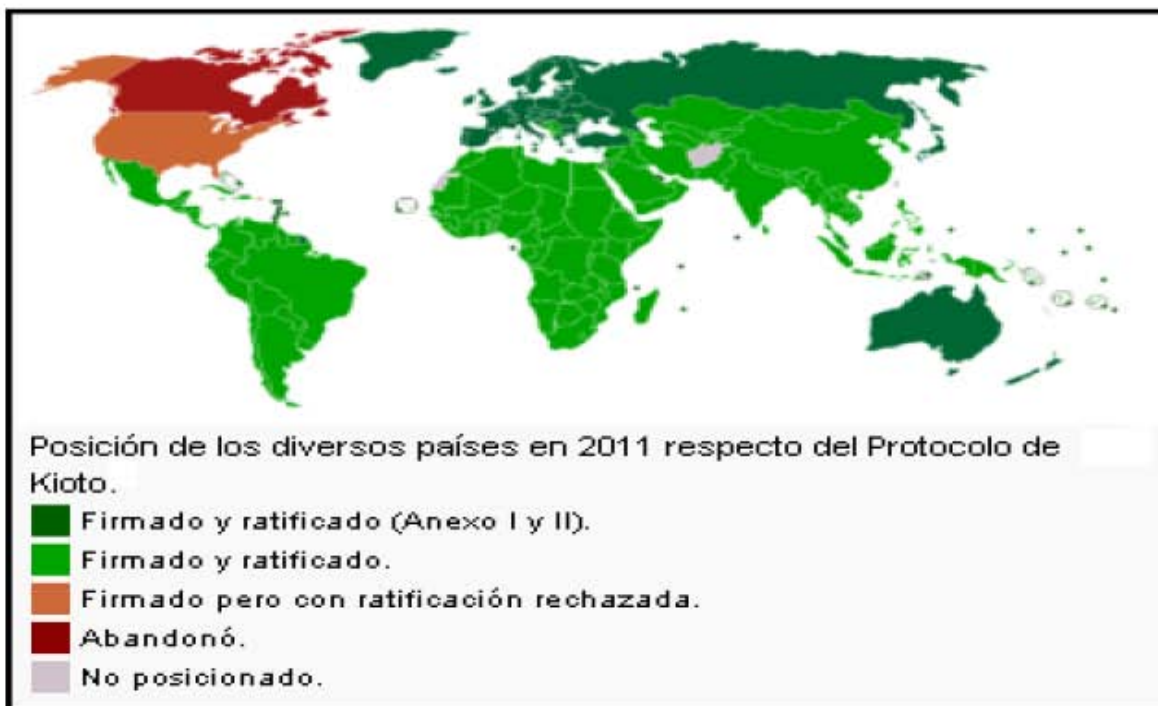 Posición de los diversos países en 2011 respecto del Protocolo de
Kioto.
Firmado y ratificado (Anexo I y II).
Firmado y ratificado.
Firmado pero con ratificación rechazada.
Abandonó.
No posicionado.